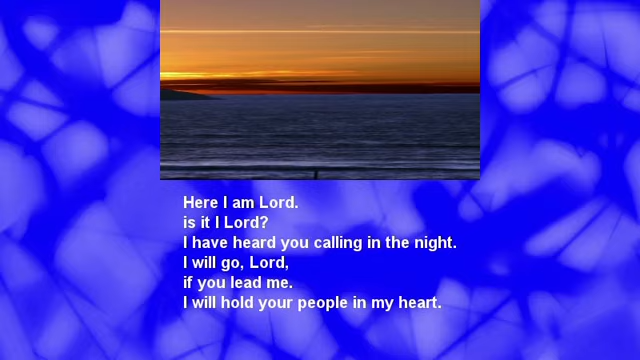 Here I am Lord.
is it I Lord?
I have heard you calling in the night.
I will go, Lord,
if you lead me.
I will hold your people in my heart.